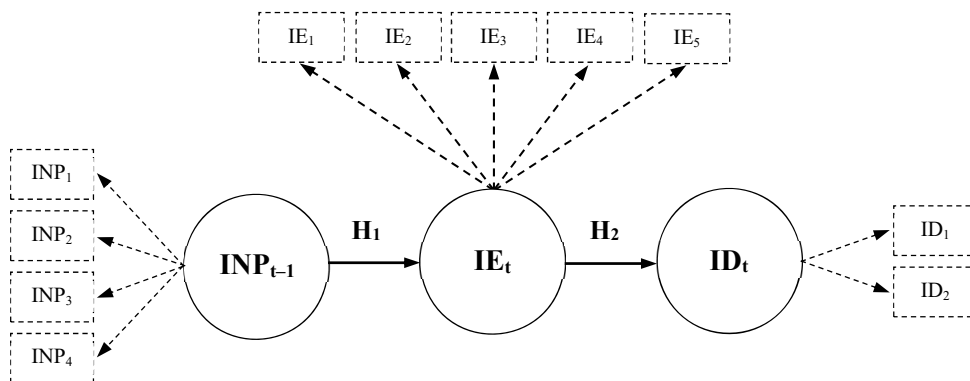 IE₁ IE₂ IE₃ IE₄ IE₅
INP₁
INP₂
INP₃
INP₄
INPₜ₋₁
H₁
IEₜ
H₂
IDₜ
ID₁
ID₂